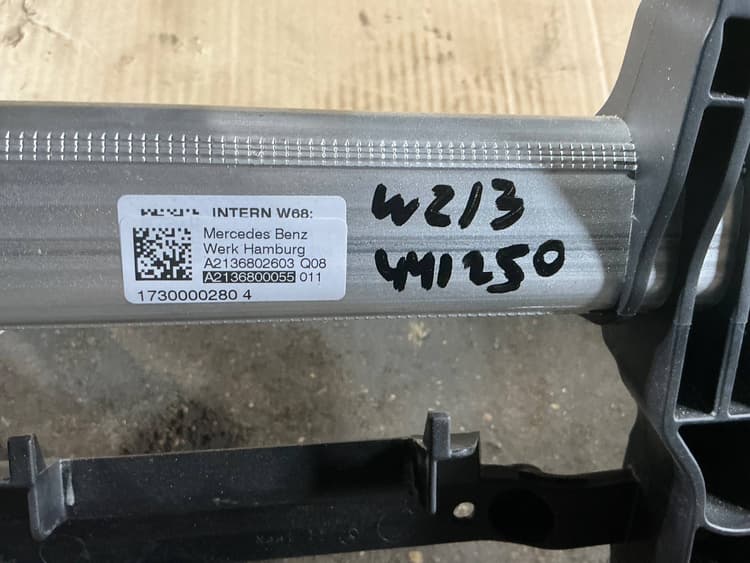 INTERN W68:
Mercedes Benz
Werk Hamburg
A2136802603 Q08
A2136800055 011
1730000280 4
W213
441250